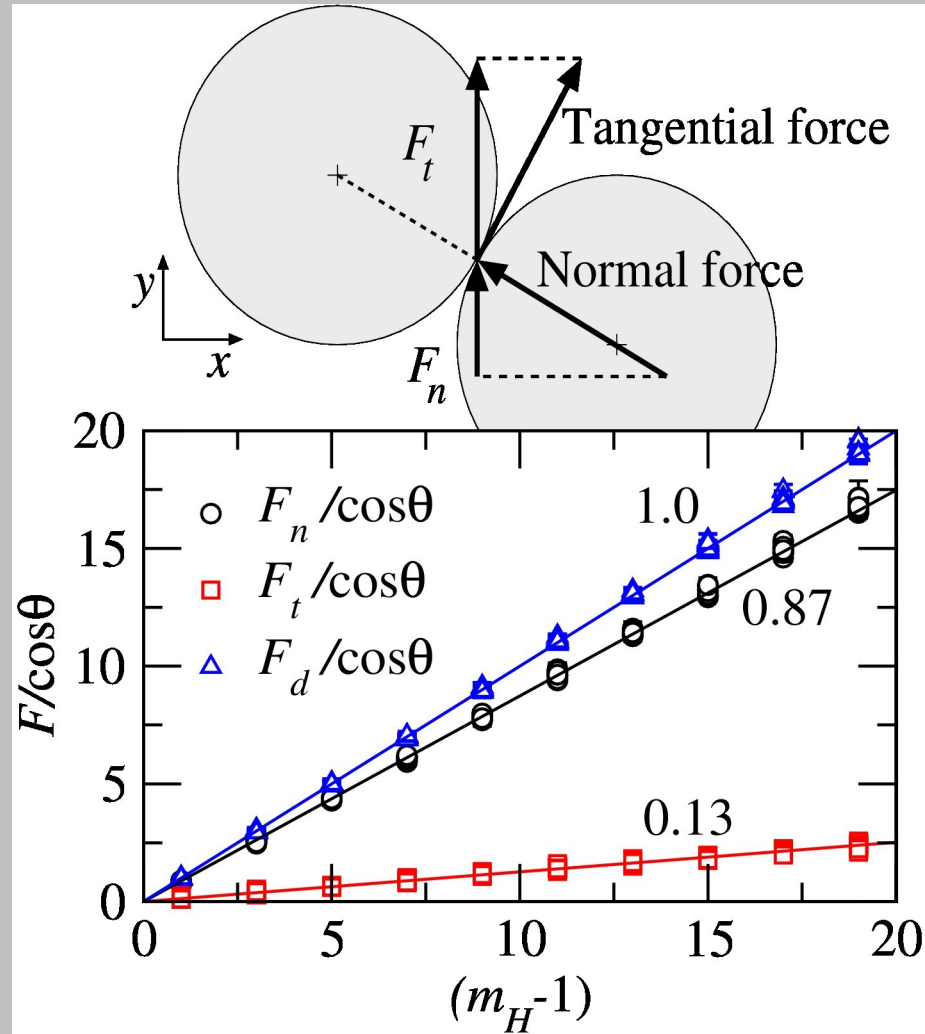 F_t
Tangential force
Normal force
y
x
F_n
20
15
10
5
0
F/cosθ
F_n/cosθ
F_t/cosθ
F_d/cosθ
1.0
0.87
0.13
0 5 10 15 20
(m_H-1)